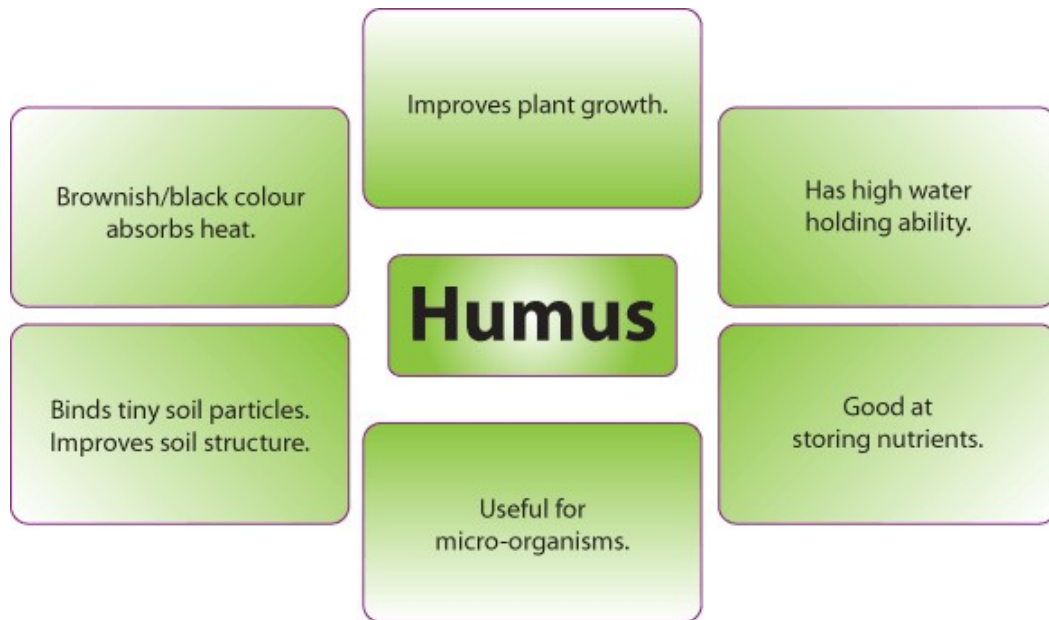 Improves plant growth.
Brownish/black colour
absorbs heat.
Has high water
holding ability.
Humus
Binds tiny soil particles.
Improves soil structure.
Good at
storing nutrients.
Useful for
micro-organisms.